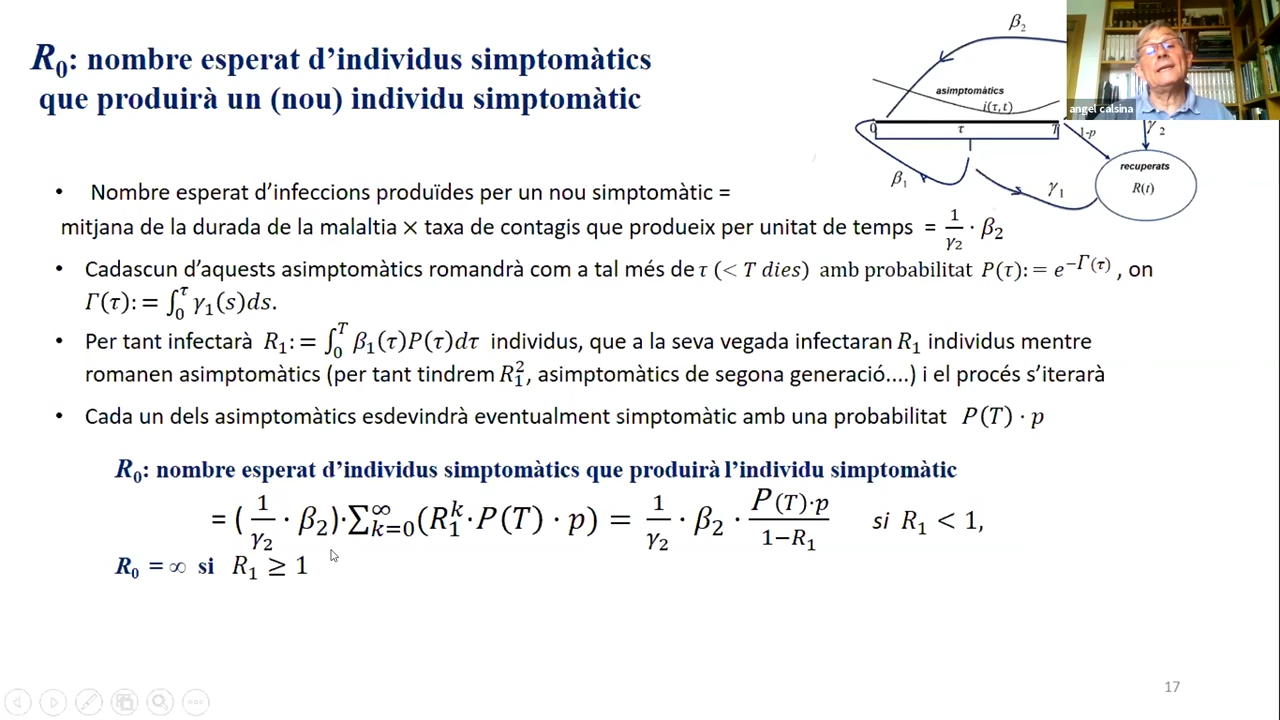 R₀: nombre esperat d’individus simptomàtics
que produirà un (nou) individu simptomàtic
β₂
asimptomàtics
i(τ,t)
0 τ T
β₁
γ₁
1-p
γ₂
recuperats
R(t)
angel calsina
• Nombre esperat d’infeccions produïdes per un nou simptomàtic =
mitjana de la durada de la malaltia × taxa de contagis que produeix per unitat de temps = 1/γ₂ · β₂
• Cadascun d’aquests asimptomàtics romandrà com a tal més de τ (< T dies) amb probabilitat P(τ): = e^{−Γ(τ)} , on
Γ(τ): = ∫₀^τ γ₁(s)ds.
• Per tant infectarà R₁: = ∫₀^T β₁(τ)P(τ)dτ individus, que a la seva vegada infectaran R₁ individus mentre
romanen asimptomàtics (per tant tindrem R₁², asimptomàtics de segona generació....) i el procés s’iterarà
• Cada un dels asimptomàtics esdevindrà eventualment simptomàtic amb una probabilitat P(T) · p
R₀: nombre esperat d’individus simptomàtics que produirà l’individu simptomàtic
= (1/γ₂ · β₂)·∑_{k=0}^∞(R₁^k · P(T) · p) = 1/γ₂ · β₂ · P(T)·p/(1−R₁) si R₁ < 1,
R₀ = ∞ si R₁ ≥ 1
17